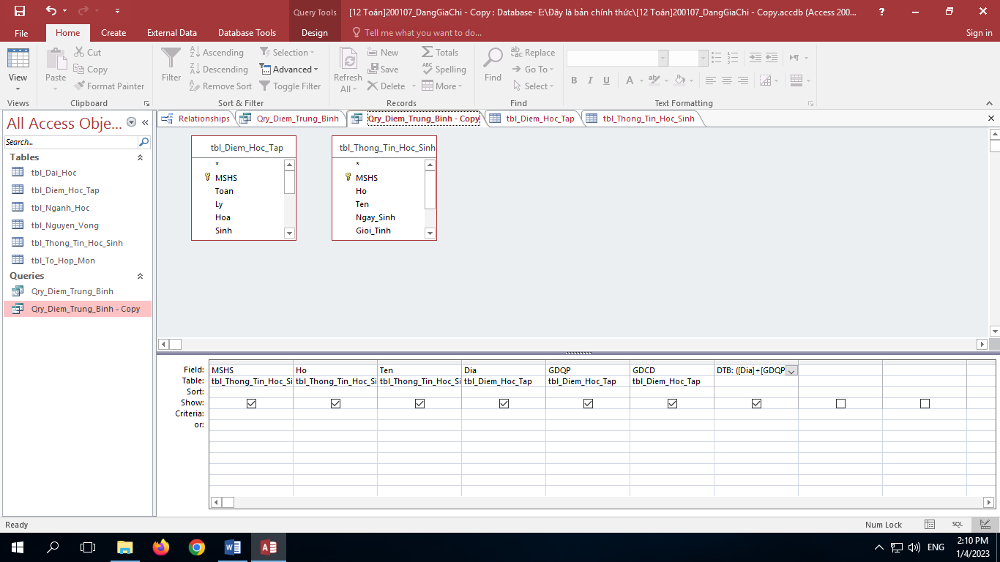 Query Tools
[12 Toán]200107_DangGiaChi - Copy : Database- E:\Đây là bản chính thức\[12 Toán]200107_DangGiaChi - Copy.accdb (Access 200...
?
File
Home
Create
External Data
Database Tools
Design
Tell me what you want to do...
Sign in
View
Paste
Cut
Copy
Format Painter
Filter
Ascending
Descending
Remove Sort
Selection
Advanced
Toggle Filter
Refresh
All
New
Save
Delete
Totals
Spelling
More
Find
Replace
Go To
Select
B I U
A
Views
Clipboard
Sort & Filter
Records
Find
Text Formatting
All Access Obje...
Search...
Tables
tbl_Dai_Hoc
tbl_Diem_Hoc_Tap
tbl_Nganh_Hoc
tbl_Nguyen_Vong
tbl_Thong_Tin_Hoc_Sinh
tbl_To_Hop_Mon
Queries
Qry_Diem_Trung_Binh
Qry_Diem_Trung_Binh - Copy
Relationships
Qry_Diem_Trung_Binh
Qry_Diem_Trung_Binh - Copy
tbl_Diem_Hoc_Tap
tbl_Thong_Tin_Hoc_Sinh
tbl_Diem_Hoc_Tap
*
MSHS
Toan
Ly
Hoa
Sinh
tbl_Thong_Tin_Hoc_Sinh
*
MSHS
Ho
Ten
Ngay_Sinh
Gioi_Tinh
Field: MSHS Ho Ten Dia GDQP GDCD DTB: ([Dia]+[GDQP
Table: tbl_Thong_Tin_Hoc_Si tbl_Thong_Tin_Hoc_Si tbl_Thong_Tin_Hoc_Si tbl_Diem_Hoc_Tap tbl_Diem_Hoc_Tap tbl_Diem_Hoc_Tap
Sort:
Show:
Criteria:
or:
Ready
Num Lock
SQL
ENG
2:10 PM
1/4/2023